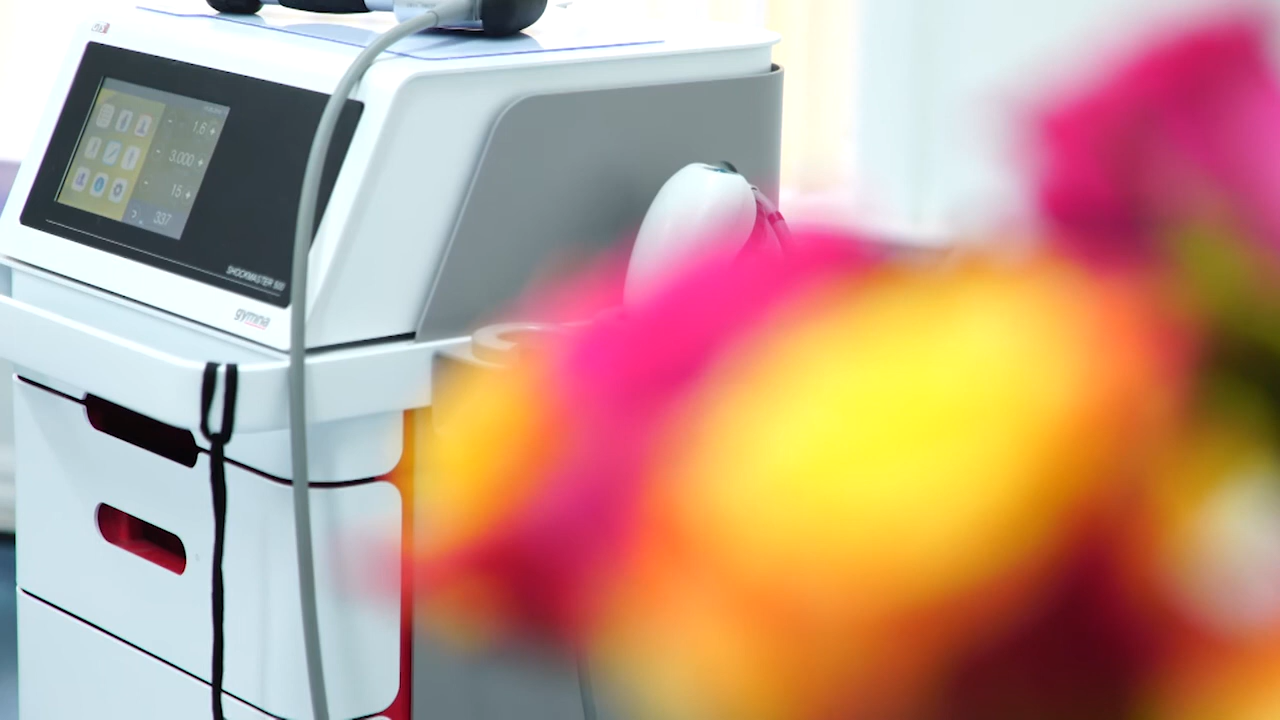 - 1.6 +
- 3.000 +
- 15 +
337
SHOCKMASTER 500
gymna